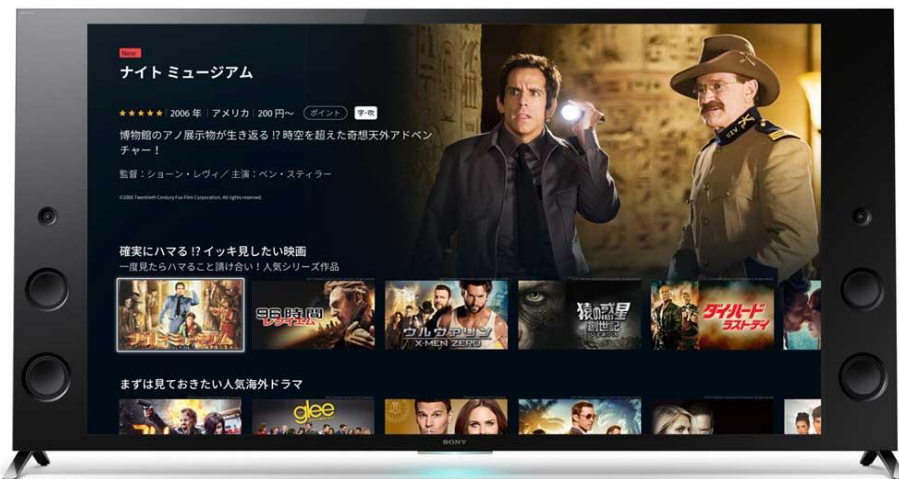 New
ナイト ミュージアム
★★★★★ 2006 年 アメリカ 200 円〜 ポイント 字・吹
博物館のアノ展示物が生き返る !? 時空を超えた奇想天外アドベン
チャー！
監督：ショーン・レヴィ／ 主演：ベン・スティラー
©2006 Twentieth Century Fox Film Corporation. All rights reserved.
確実にハマる !? イッキ見したい映画
一度見たらハマること請け合い！人気シリーズ作品
ナイトミュージアム
96時間
レクイエム
ウルヴァリン
X-MEN ZERO
猿の惑星
創世記
ダイ・ハード
ラスト・デイ
まずは見ておきたい人気海外ドラマ
glee
SONY